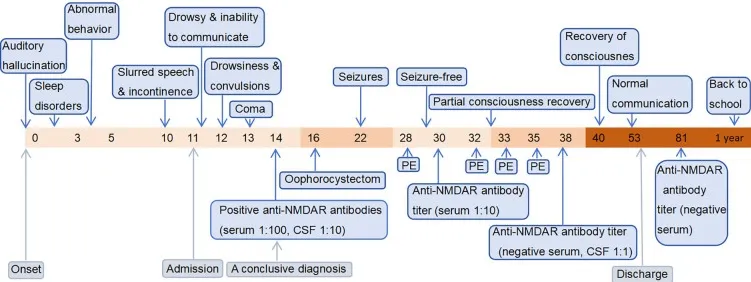 Auditory
hallucination
Sleep
disorders
Abnormal
behavior
Slurred speech
& incontinence
Drowsy & inability
to communicate
Drowsiness &
convulsions
Coma
Seizures
Seizure-free
Partial consciousness recovery
Recovery of
consciousnes
Normal
communication
Back to
school
0 3 5 10 11 12 13 14 16 22 28 30 32 33 35 38 40 53 81 1 year
PE PE PE PE
Oophorocystectom
Positive anti-NMDAR antibodies
(serum 1:100, CSF 1:10)
Anti-NMDAR antibody
titer (serum 1:10)
Anti-NMDAR antibody titer
(negative serum, CSF 1:1)
Anti-NMDAR
antibody
titer (negative
serum)
Onset
Admission
A conclusive diagnosis
Discharge